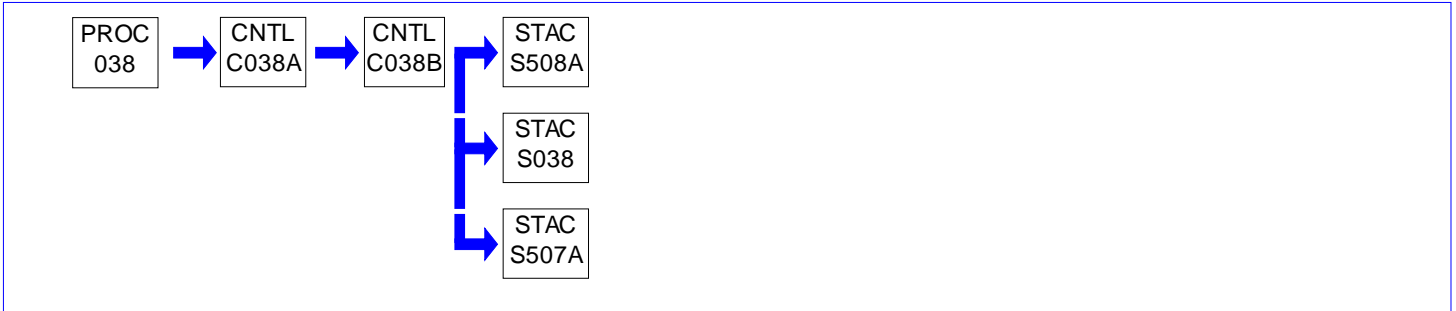 PROC
038
CNTL
C038A
CNTL
C038B
STAC
S508A
STAC
S038
STAC
S507A